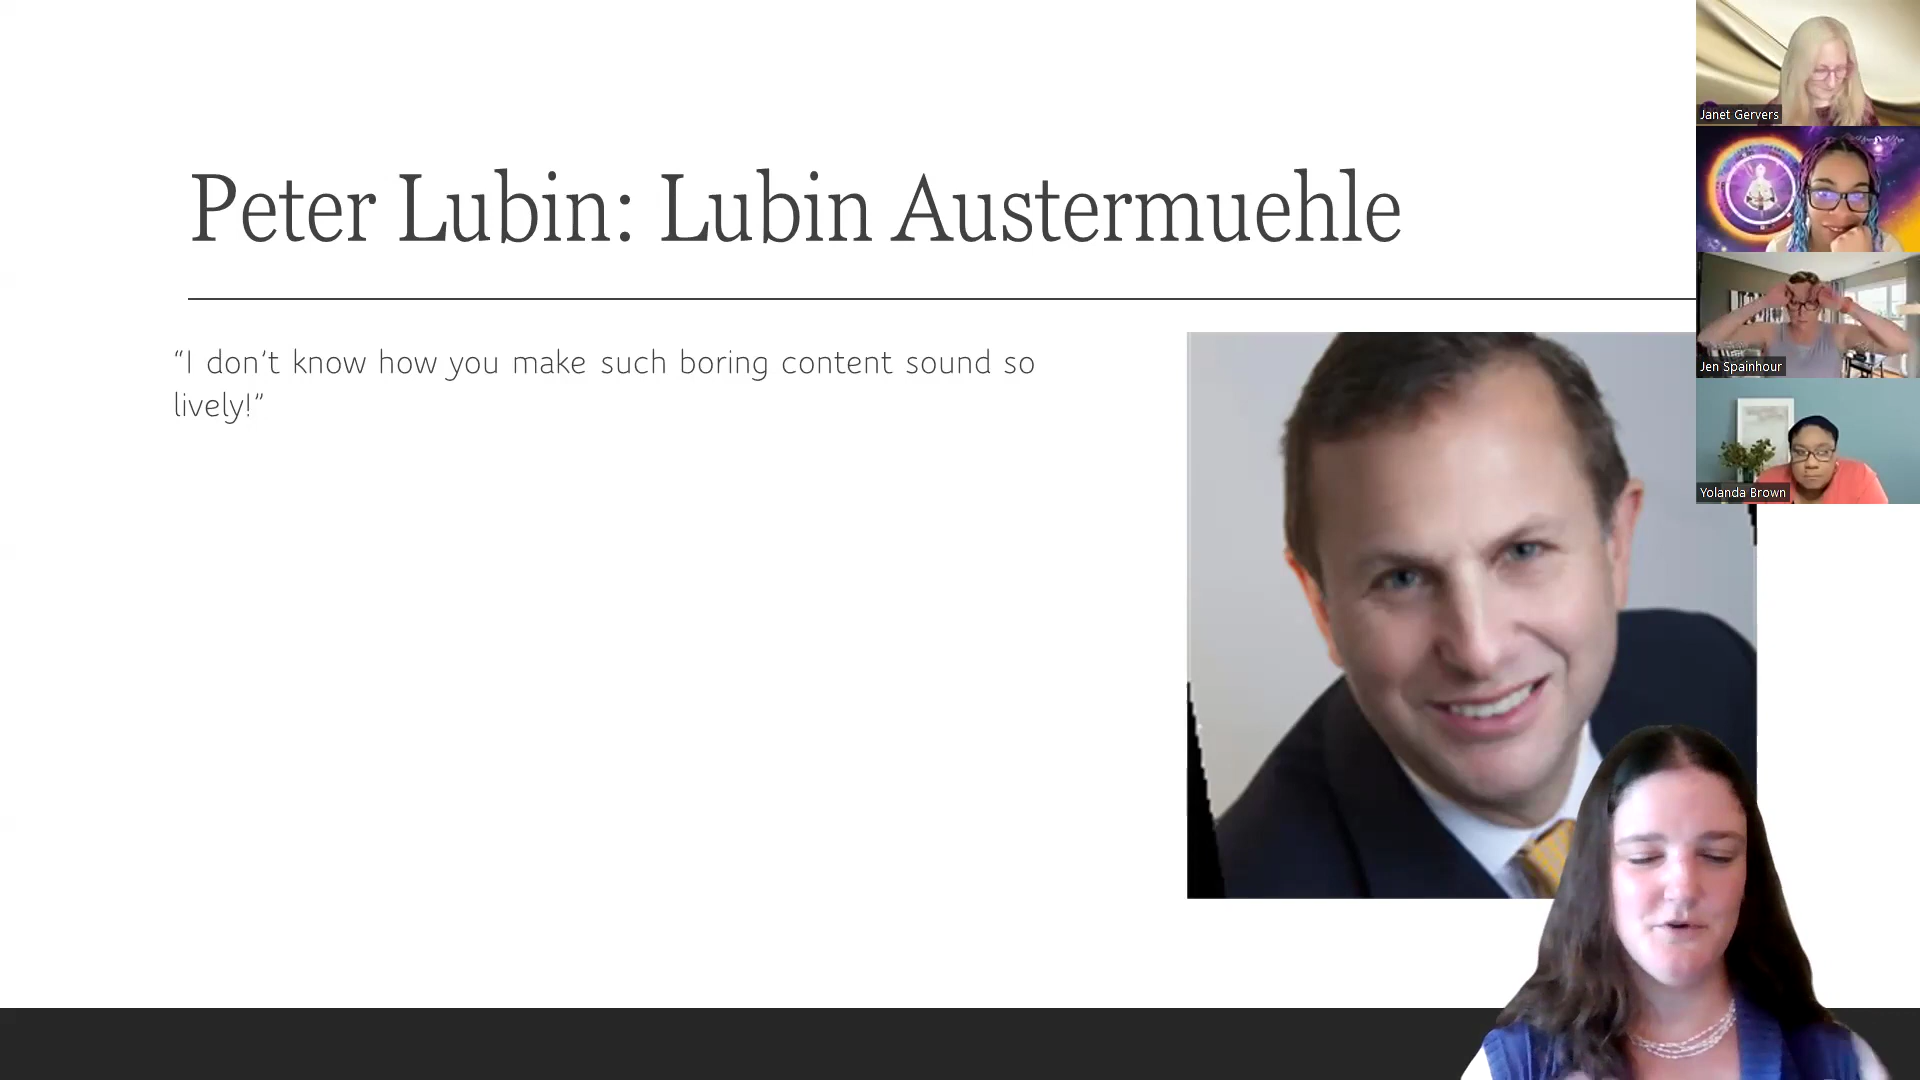 Peter Lubin: Lubin Austermuehle
“I don’t know how you make such boring content sound so
lively!”
Janet Gervers
Jen Spainhour
Yolanda Brown